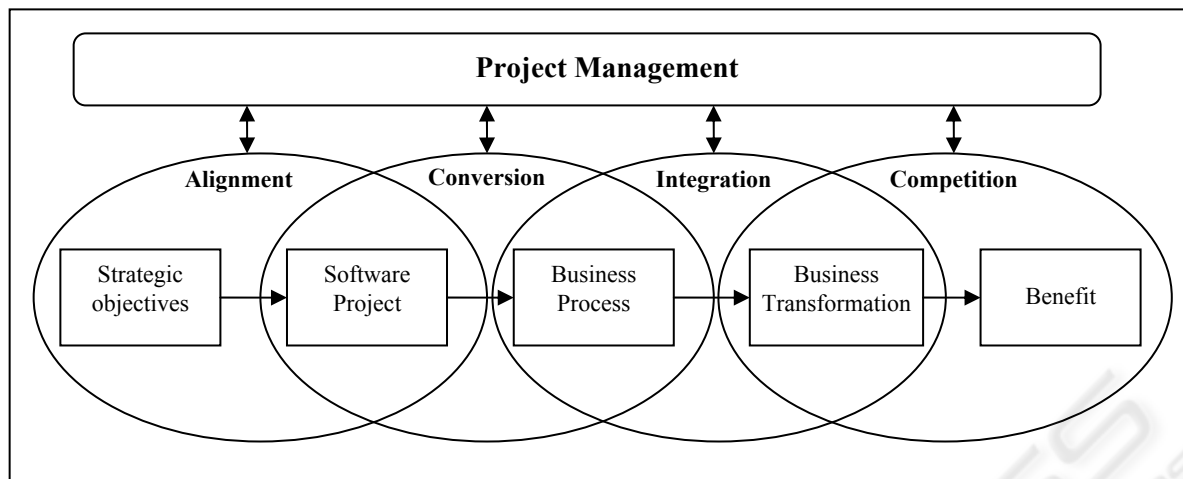 Project Management
Alignment
Conversion
Integration
Competition
Strategic
objectives
Software
Project
Business
Process
Business
Transformation
Benefit